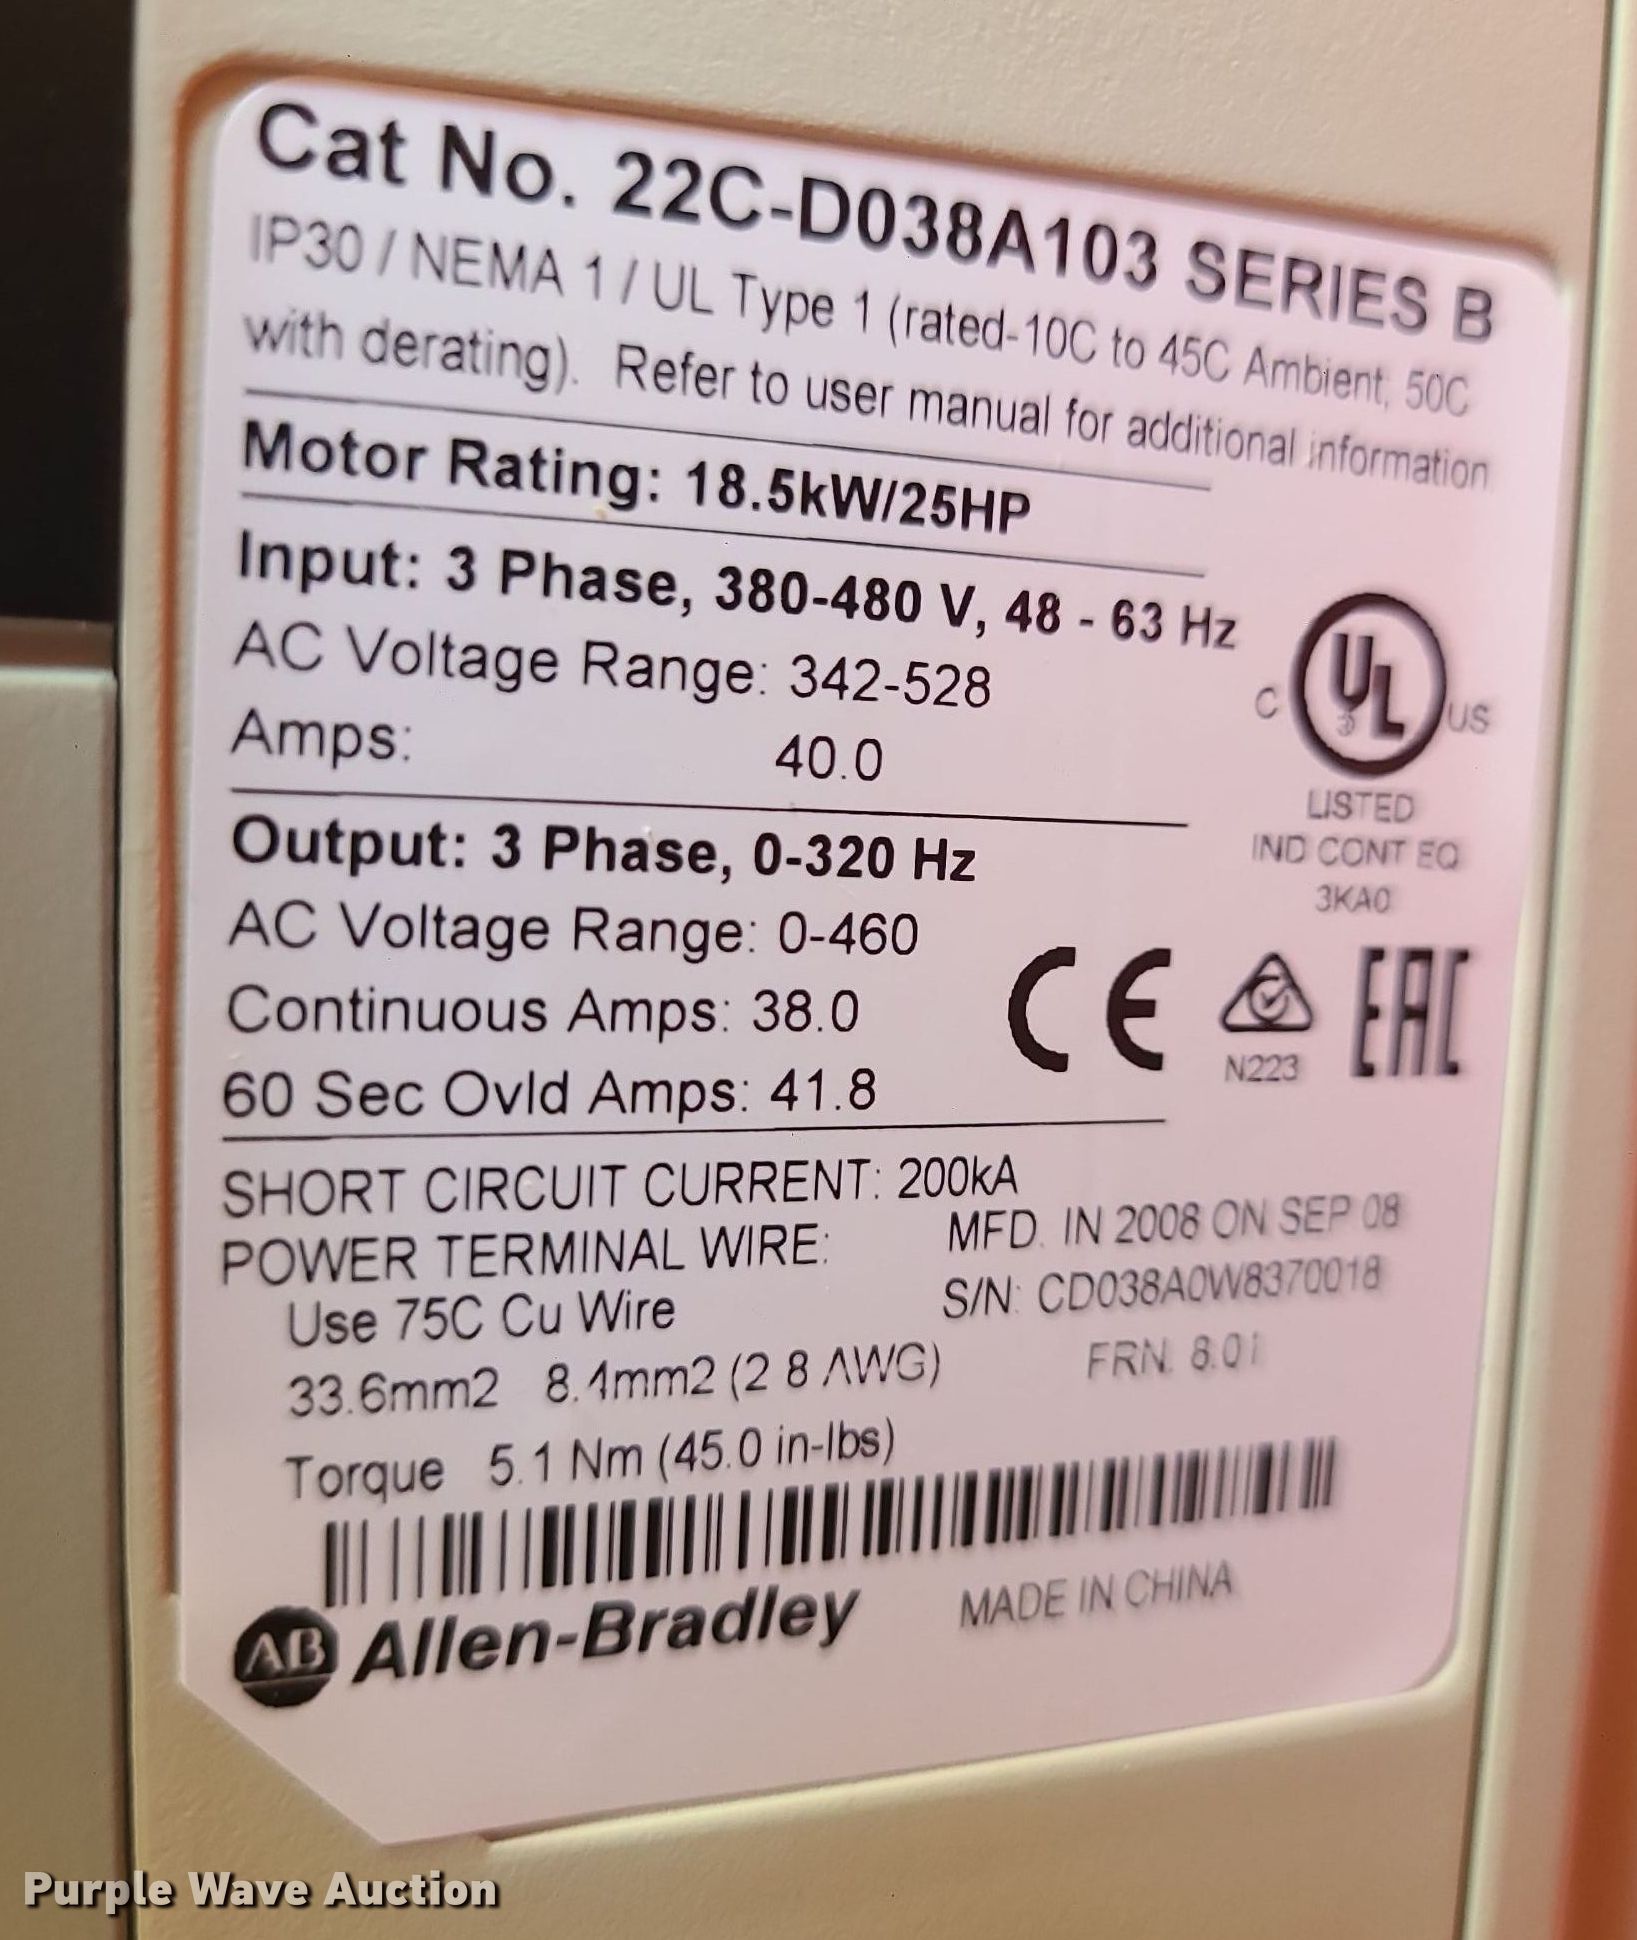 Cat No. 22C-D038A103 SERIES B
IP30 / NEMA 1 / UL Type 1 (rated-10C to 45C Ambient, 50C
with derating). Refer to user manual for additional information
Motor Rating: 18.5kW/25HP
Input: 3 Phase, 380-480 V, 48 - 63 Hz
AC Voltage Range: 342-528
Amps: 40.0
C UL US
LISTED
IND CONT EQ
3KA0
Output: 3 Phase, 0-320 Hz
AC Voltage Range: 0-460
Continuous Amps: 38.0
60 Sec Ovld Amps: 41.8
CE
N223
EAC
SHORT CIRCUIT CURRENT: 200kA
POWER TERMINAL WIRE:
Use 75C Cu Wire
33.6mm2 8.4mm2 (2 8 AWG)
Torque 5.1 Nm (45.0 in-lbs)
MFD. IN 2008 ON SEP 08
S/N: CD038A0W8370018
FRN. 8.01
AB Allen-Bradley
MADE IN CHINA
Purple Wave Auction